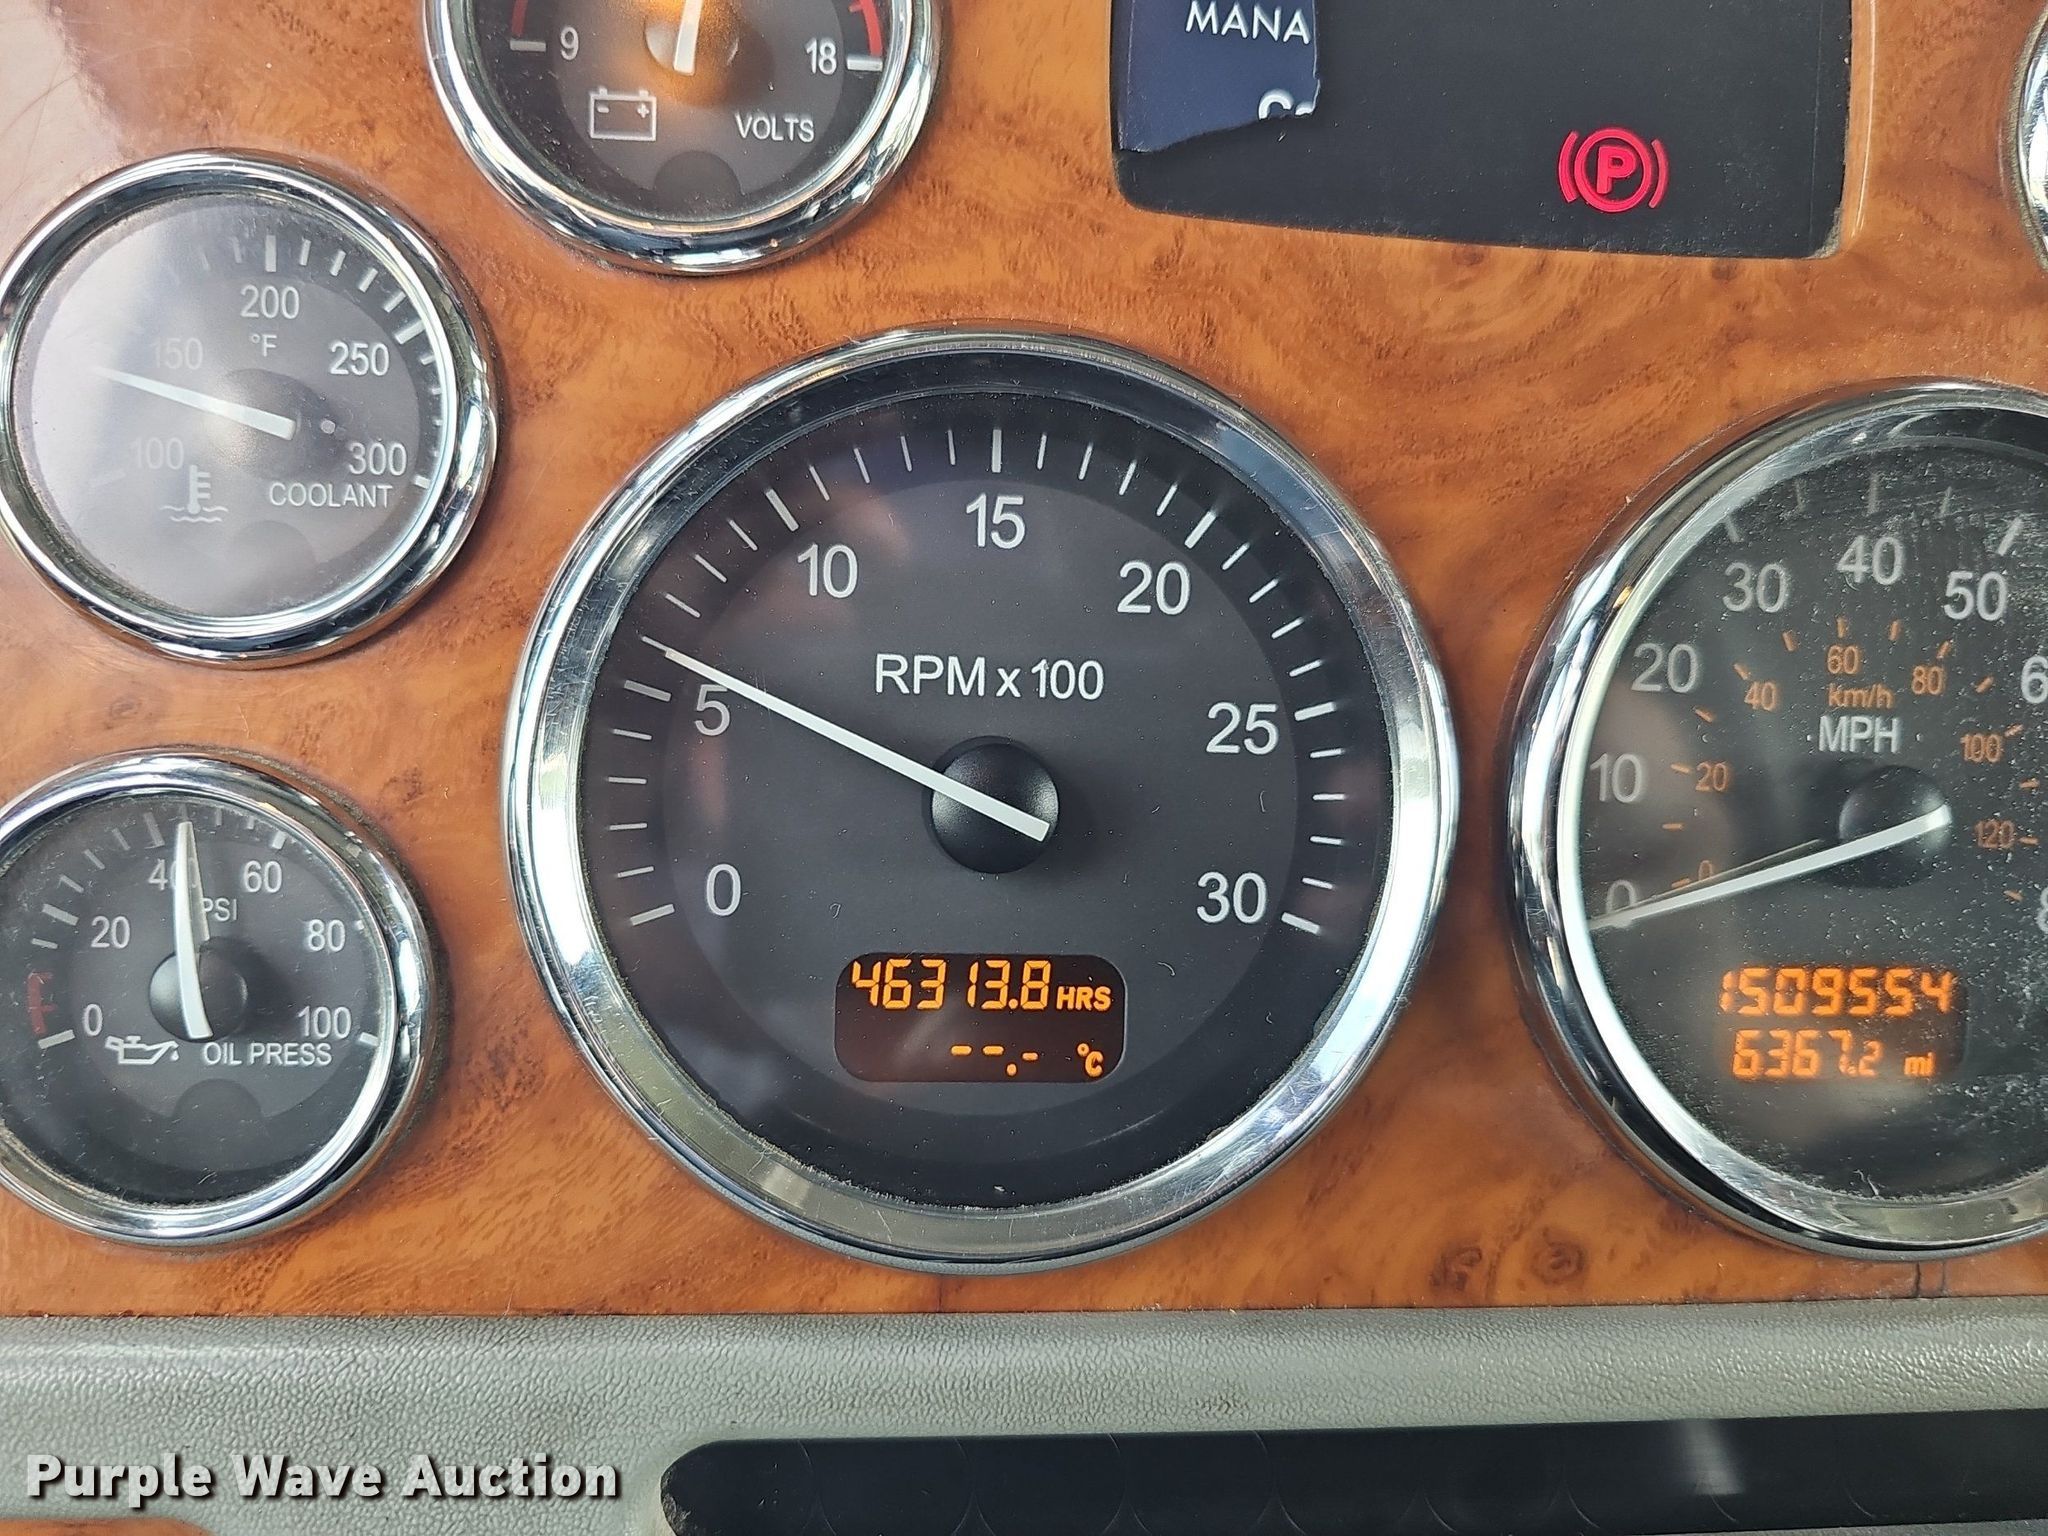 9 18
VOLTS
- +
MANA
P
200
150 °F 250
100 300
COOLANT
40 60
PSI
20 80
0 100
OIL PRESS
15
10 20
RPM x 100
5 25
0 30
46313.8 HRS
--.- °C
40
30 50
20 60 80
40 km/h
MPH 100
10 20
120
0 0
1509554
6367.2 mi
Purple Wave Auction